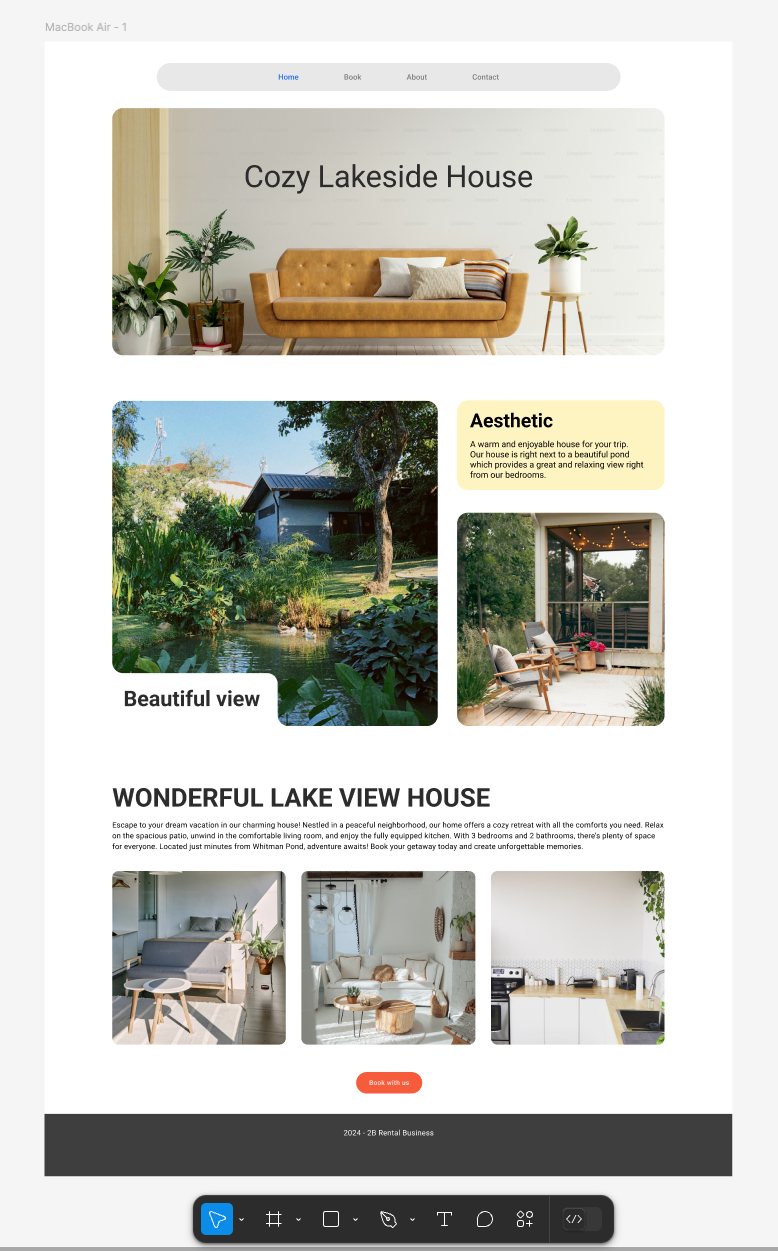 MacBook Air - 1
Home Book About Contact
Cozy Lakeside House
Aesthetic
A warm and enjoyable house for your trip.
Our house is right next to a beautiful pond
which provides a great and relaxing view right
from our bedrooms.
Beautiful view
WONDERFUL LAKE VIEW HOUSE
Escape to your dream vacation in our charming house! Nestled in a peaceful neighborhood, our home offers a cozy retreat with all the comforts you need. Relax
on the spacious patio, unwind in the comfortable living room, and enjoy the fully equipped kitchen. With 3 bedrooms and 2 bathrooms, there's plenty of space
for everyone. Located just minutes from Whitman Pond, adventure awaits! Book your getaway today and create unforgettable memories.
Book with us
2024 - 2B Rental Business